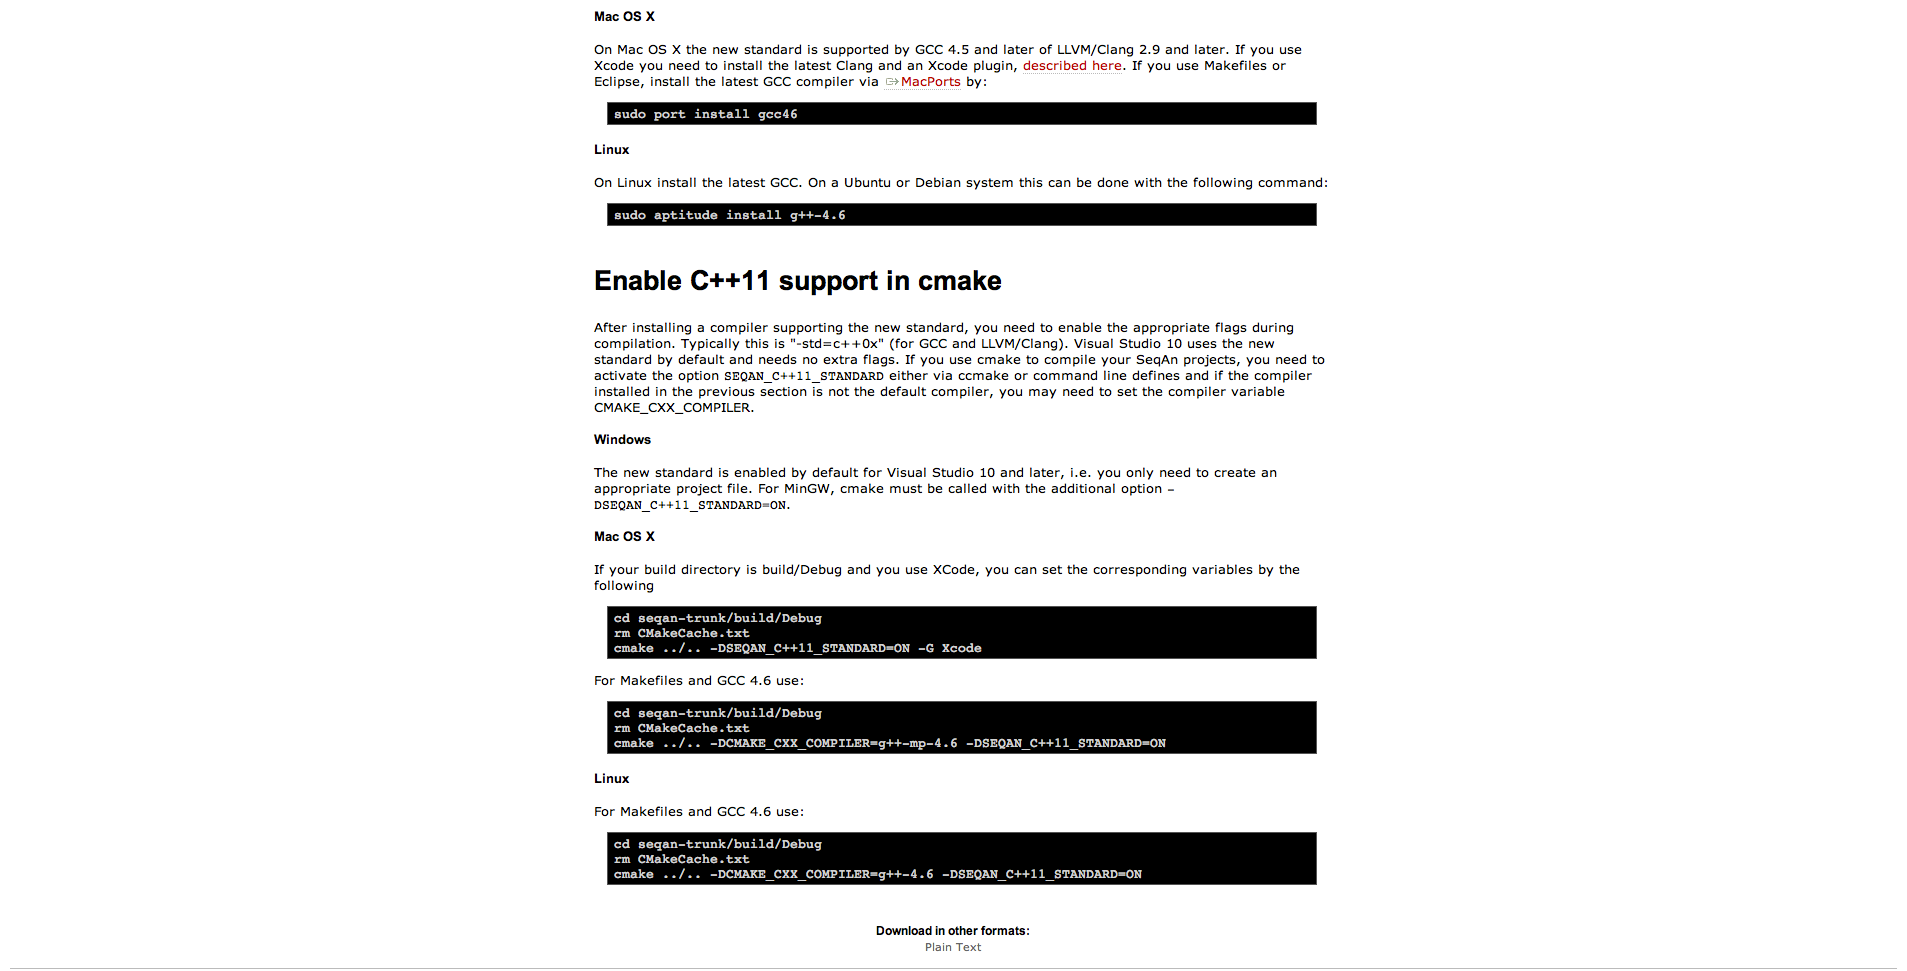 Mac OS X
On Mac OS X the new standard is supported by GCC 4.5 and later of LLVM/Clang 2.9 and later. If you use
Xcode you need to install the latest Clang and an Xcode plugin, described here. If you use Makefiles or
Eclipse, install the latest GCC compiler via MacPorts by:
sudo port install gcc46
Linux
On Linux install the latest GCC. On a Ubuntu or Debian system this can be done with the following command:
sudo aptitude install g++-4.6
Enable C++11 support in cmake
After installing a compiler supporting the new standard, you need to enable the appropriate flags during
compilation. Typically this is "-std=c++0x" (for GCC and LLVM/Clang). Visual Studio 10 uses the new
standard by default and needs no extra flags. If you use cmake to compile your SeqAn projects, you need to
activate the option SEQAN_C++11_STANDARD either via ccmake or command line defines and if the compiler
installed in the previous section is not the default compiler, you may need to set the compiler variable
CMAKE_CXX_COMPILER.
Windows
The new standard is enabled by default for Visual Studio 10 and later, i.e. you only need to create an
appropriate project file. For MinGW, cmake must be called with the additional option –
DSEQAN_C++11_STANDARD=ON.
Mac OS X
If your build directory is build/Debug and you use XCode, you can set the corresponding variables by the
following
cd seqan-trunk/build/Debug
rm CMakeCache.txt
cmake ../.. -DSEQAN_C++11_STANDARD=ON -G Xcode
For Makefiles and GCC 4.6 use:
cd seqan-trunk/build/Debug
rm CMakeCache.txt
cmake ../.. -DCMAKE_CXX_COMPILER=g++-mp-4.6 -DSEQAN_C++11_STANDARD=ON
Linux
For Makefiles and GCC 4.6 use:
cd seqan-trunk/build/Debug
rm CMakeCache.txt
cmake ../.. -DCMAKE_CXX_COMPILER=g++-4.6 -DSEQAN_C++11_STANDARD=ON
Download in other formats:
Plain Text